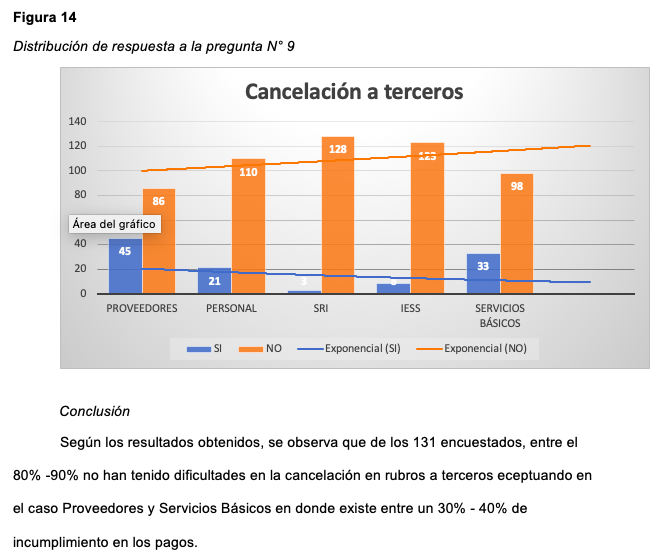 Figura 14
Distribución de respuesta a la pregunta N° 9
Cancelación a terceros
140
120
100
80
40
20
0
Área del gráfico
45
86
21
110
3
128
123
33
98
PROVEEDORES
PERSONAL
SRI
IESS
SERVICIOS
BÁSICOS
SI
NO
Exponencial (SI)
Exponencial (NO)
Conclusión
Según los resultados obtenidos, se observa que de los 131 encuestados, entre el
80% -90% no han tenido dificultades en la cancelación en rubros a terceros eceptuando en
el caso Proveedores y Servicios Básicos en donde existe entre un 30% - 40% de
incumplimiento en los pagos.